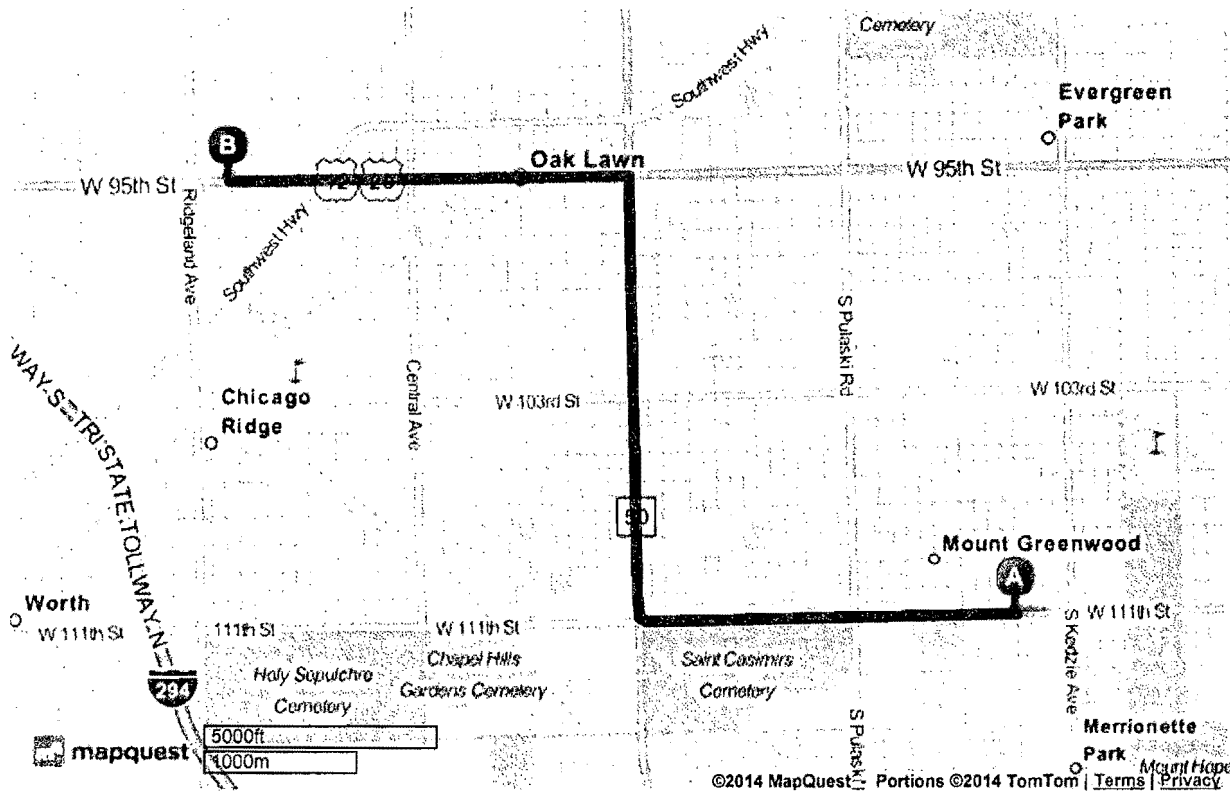 Cemetery
Southwest Hwy
Evergreen
Park
B
Oak Lawn
W 95th St
W 95th St
Ridgeland Ave
Southwest Hwy
S Pulaski Rd
WAY-S
TRI STATE TOLLWAY-N
Chicago
Ridge
Central Ave
W 103rd St
W 103rd St
50
Mount Greenwood
A
Worth
W 111th St
111th St
W 111th St
W 111th St
S Kedzie Ave
Holy Sepulchre
Cemetery
Chapel Hills
Gardens Cemetery
Saint Casimirs
Cemetery
294
S Pulaski
Merrionette
Park
Mount Hope
mapquest
5000ft
1000m
©2014 MapQuest Portions ©2014 TomTom | Terms | Privacy